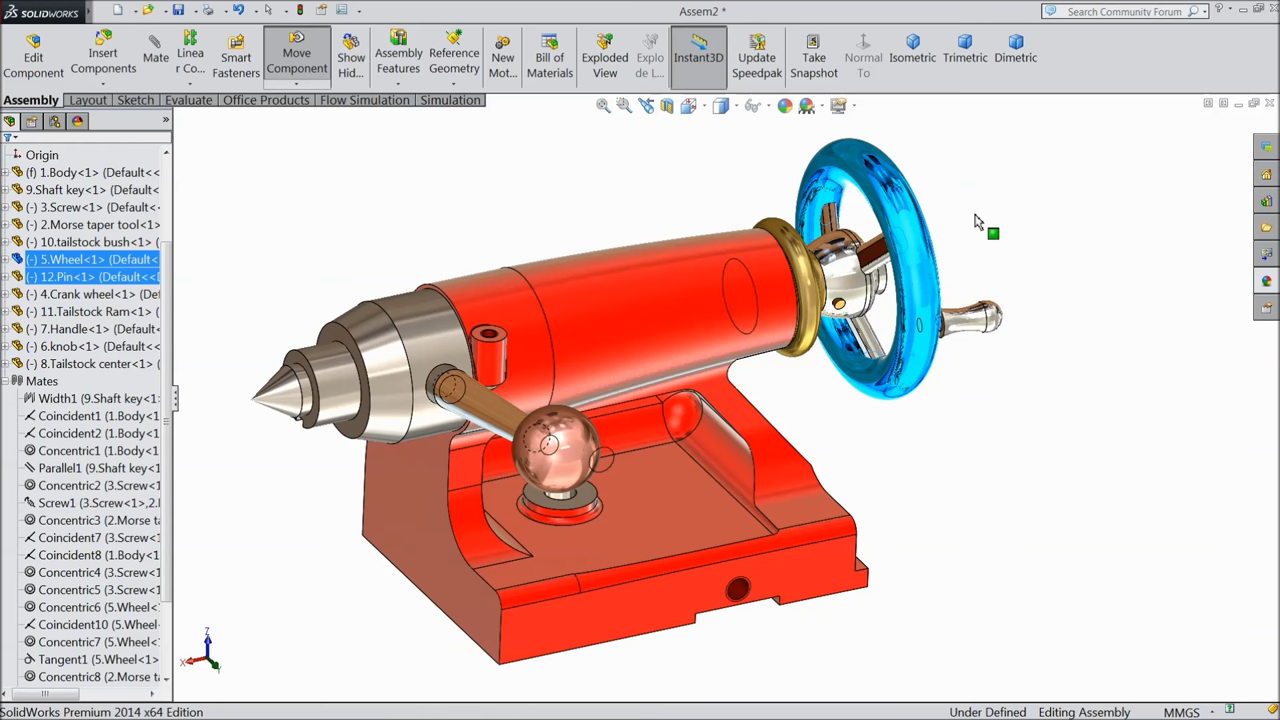 SOLIDWORKS
Assem2 *
Search Community Forum
Edit Component
Insert Components
Mate
Linea r Co...
Smart Fasteners
Move Component
Show Hid...
Assembly Features
Reference Geometry
New Mot...
Bill of Materials
Exploded View
Explo de L...
Instant3D
Update Speedpak
Take Snapshot
Normal To
Isometric
Trimetric
Dimetric
Assembly
Layout
Sketch
Evaluate
Office Products
Flow Simulation
Simulation
Origin
(f) 1.Body<1> (Default<<
9.Shaft key<1> (Default<
(-) 3.Screw<1> (Default<
(-) 2.Morse taper tool<1>
(-) 10.tailstock bush<1> (
(-) 5.Wheel<1> (Default<
(-) 12.Pin<1> (Default<<D
(-) 4.Crank wheel<1> (Def
(-) 11.Tailstock Ram<1> (
(-) 7.Handle<1> (Default<
(-) 6.knob<1> (Default<<
(-) 8.Tailstock center<1> (
Mates
Width1 (9.Shaft key<1>
Coincident1 (1.Body<1
Coincident2 (1.Body<1
Concentric1 (1.Body<1
Parallel1 (9.Shaft key<1
Concentric2 (9.Shaft ke
Screw1 (3.Screw<1>,2.
Concentric3 (2.Morse ta
Coincident7 (3.Screw<1
Coincident8 (1.Body<1
Concentric4 (3.Screw<1
Concentric5 (3.Screw<1
Concentric6 (5.Wheel<
Coincident10 (5.Wheel
Concentric7 (5.Wheel<
Tangent1 (5.Wheel<1>
Concentric8 (2.Morse ta
Z
X
Y
SolidWorks Premium 2014 x64 Edition
Under Defined
Editing Assembly
MMGS